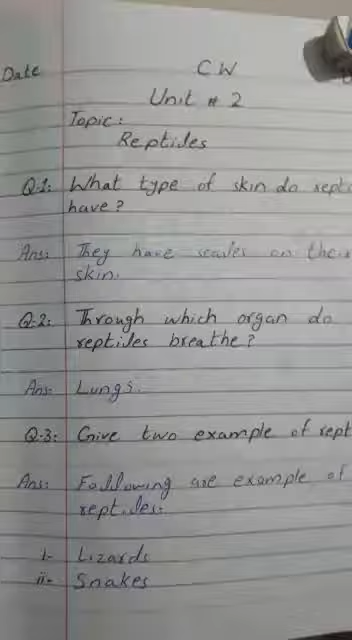 Date CW
Unit # 2
Topic:
Reptiles
Q.1: What type of skin do repti
have?
Ans: They have scales on their
skin.
Q.2: Through which organ do
reptiles breathe?
Ans- Lungs.
Q.3: Give two example of rept
Ans: Following are example of
reptiles:
i- Lizards
ii- Snakes